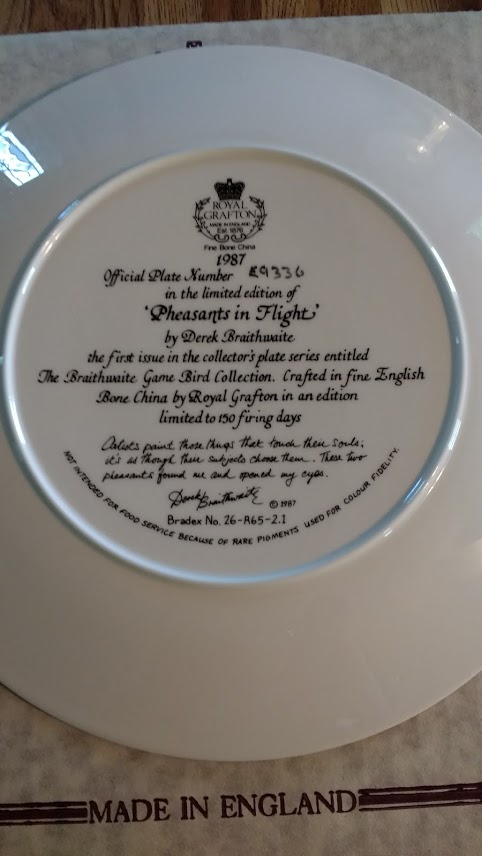 ROYAL
GRAFTON
MADE IN ENGLAND
Est. 1876
Fine Bone China
1987
Official Plate Number E9336
in the limited edition of
'Pheasants in Flight'
by Derek Braithwaite
the first issue in the collector's plate series entitled
The Braithwaite Game Bird Collection. Crafted in fine English
Bone China by Royal Grafton in an edition
limited to 150 firing days
Artists paint those things that touch their souls;
it's as though their subjects choose them. These two
pheasants found me and opened my eyes.
Derek Braithwaite © 1987
Bradex No. 26-R65-2.1
NOT INTENDED FOR FOOD SERVICE BECAUSE OF RARE PIGMENTS USED FOR COLOUR FIDELITY.
MADE IN ENGLAND